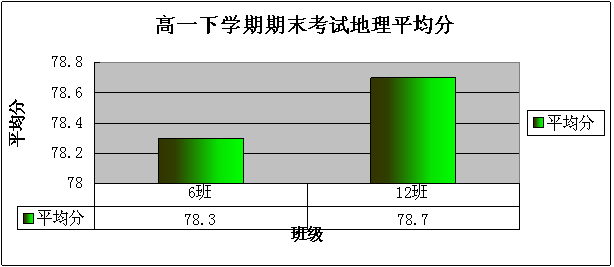 高一下学期期末考试地理平均分
平均分
78.8
78.6
78.4
78.2
78
6班 12班
平均分 78.3 78.7
班级
平均分